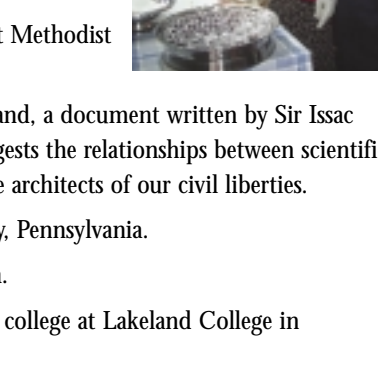 t Methodist
and, a document written by Sir Issac
gests the relationships between scientifi
e architects of our civil liberties.
y, Pennsylvania.
n.
college at Lakeland College in